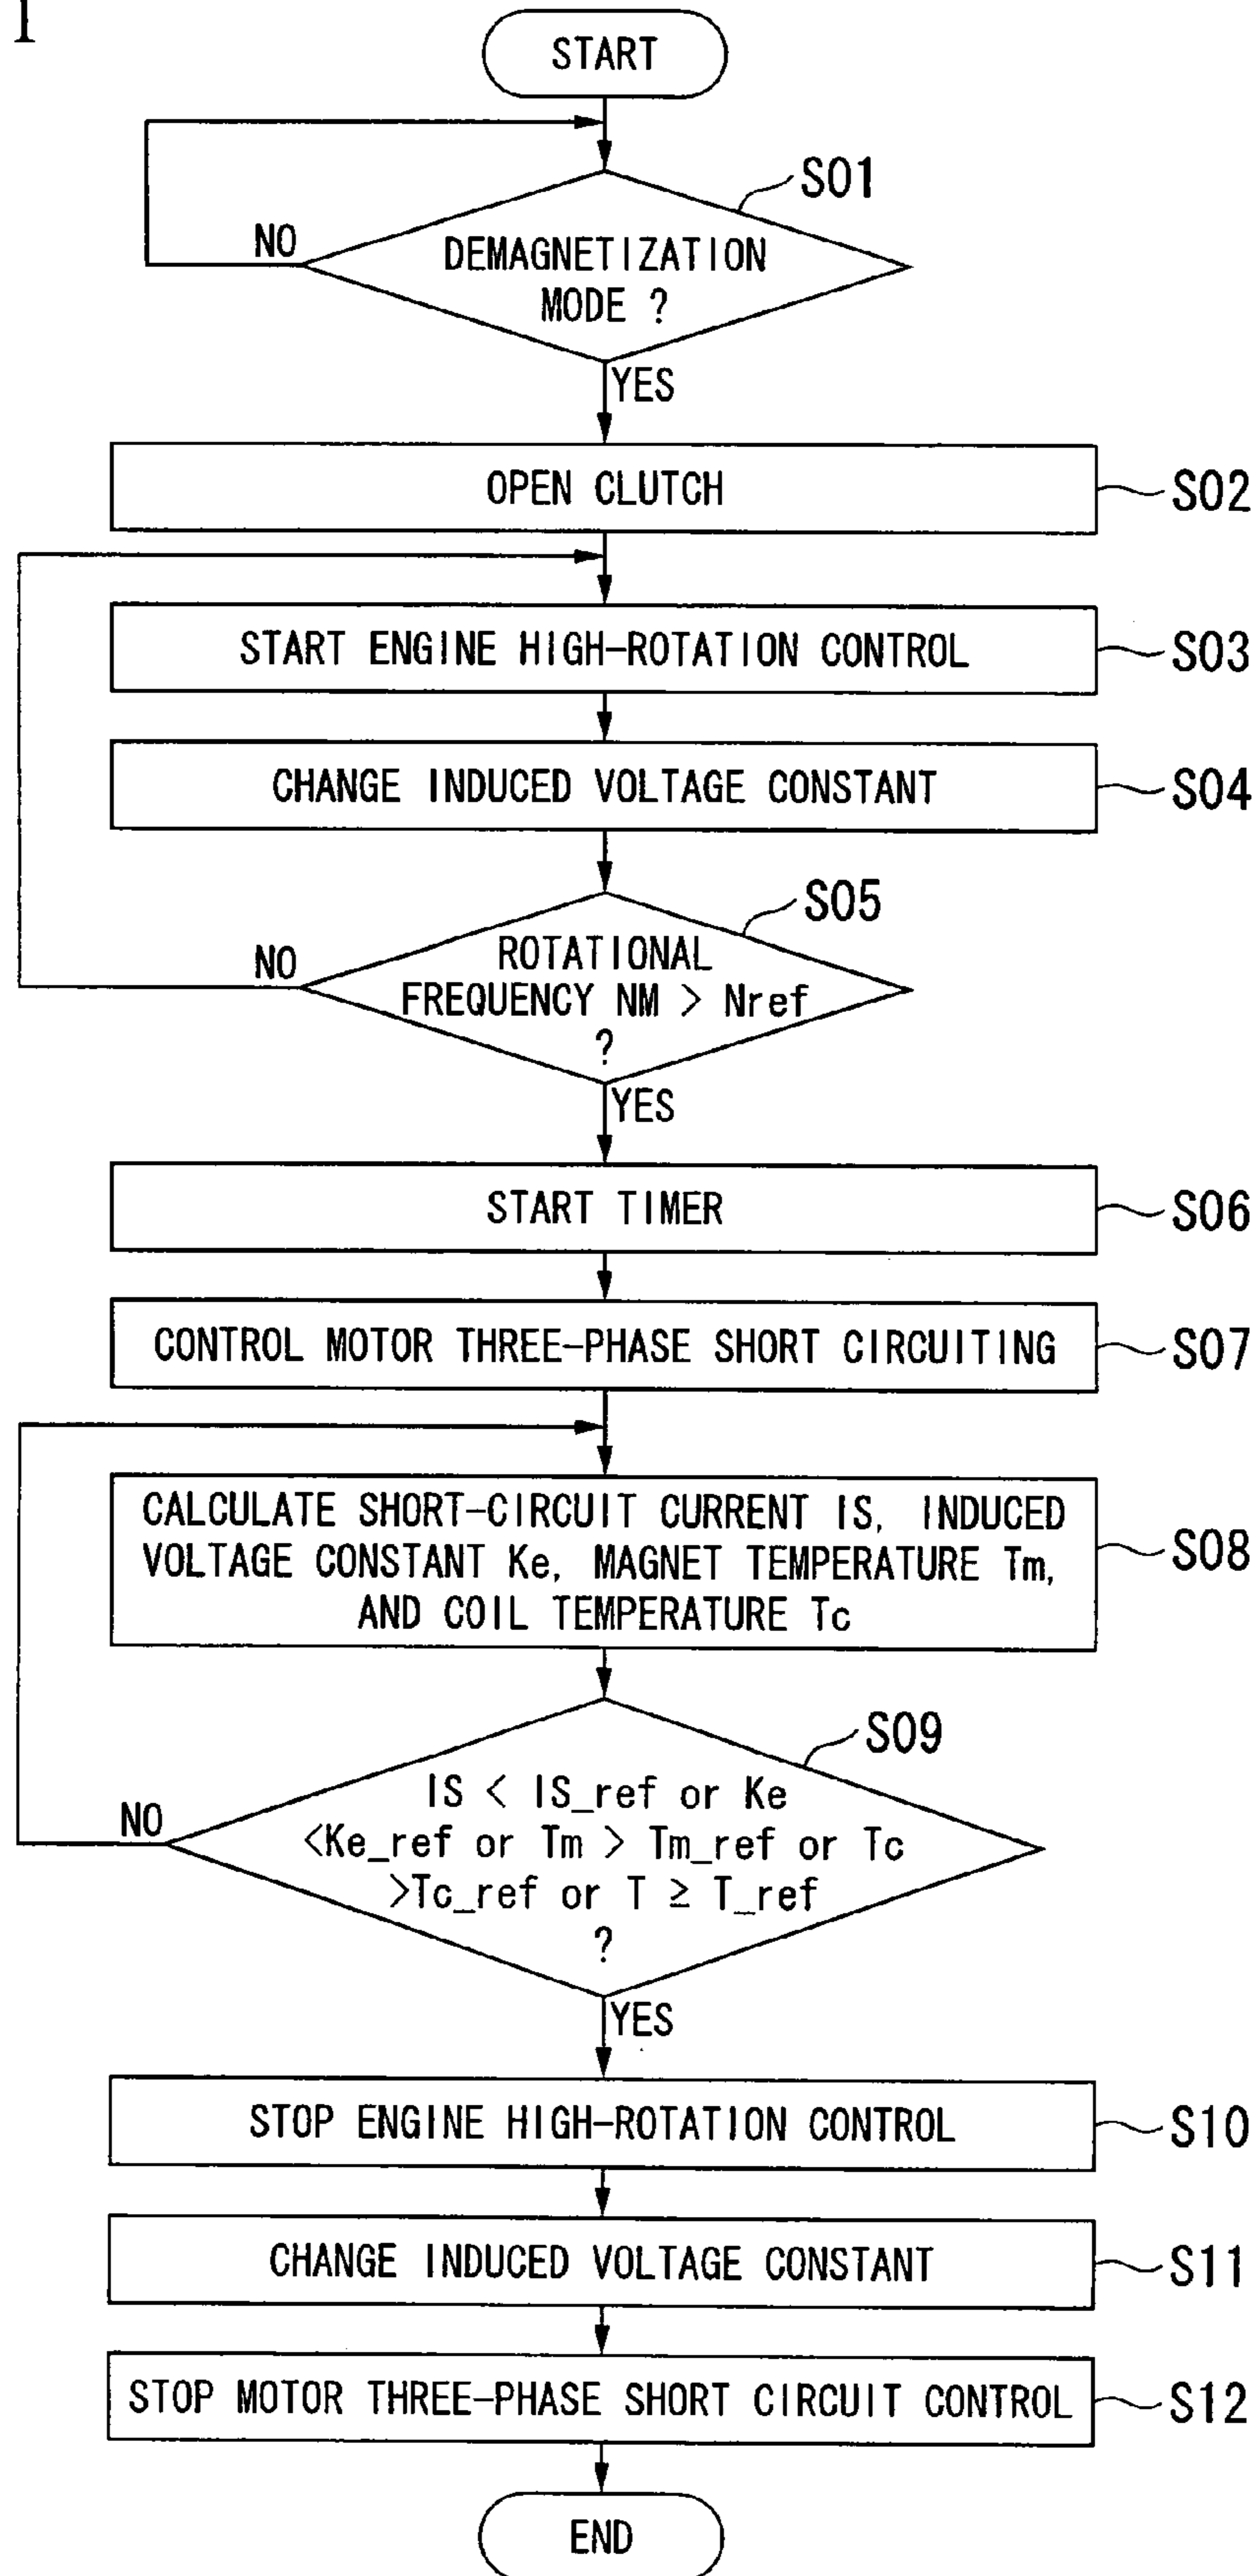 1
START
S01
NO
DEMAGNETIZATION
MODE ?
YES
OPEN CLUTCH
S02
START ENGINE HIGH-ROTATION CONTROL
S03
CHANGE INDUCED VOLTAGE CONSTANT
S04
S05
NO
ROTATIONAL
FREQUENCY NM > Nref
?
YES
START TIMER
S06
CONTROL MOTOR THREE-PHASE SHORT CIRCUITING
S07
CALCULATE SHORT-CIRCUIT CURRENT IS, INDUCED
VOLTAGE CONSTANT Ke, MAGNET TEMPERATURE Tm,
AND COIL TEMPERATURE Tc
S08
S09
NO
IS < IS_ref or Ke
<Ke_ref or Tm > Tm_ref or Tc
>Tc_ref or T ≥ T_ref
?
YES
STOP ENGINE HIGH-ROTATION CONTROL
S10
CHANGE INDUCED VOLTAGE CONSTANT
S11
STOP MOTOR THREE-PHASE SHORT CIRCUIT CONTROL
S12
END